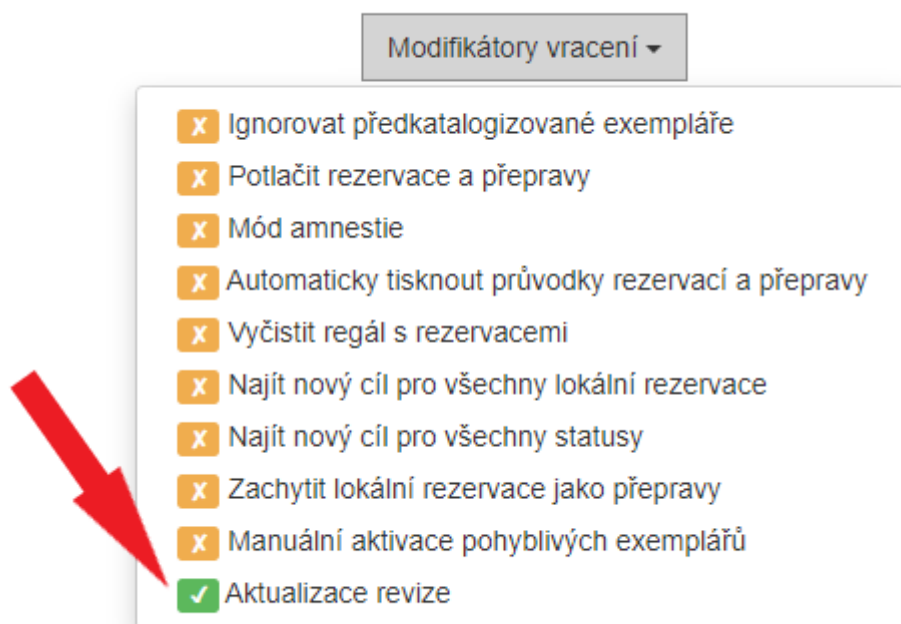 Modifikátory vracení
Ignorovat předkatalogizované exempláře
Potlačit rezervace a přepravy
Mód amnestie
Automaticky tisknout průvodky rezervací a přepravy
Vyčistit regál s rezervacemi
Najít nový cíl pro všechny lokální rezervace
Najít nový cíl pro všechny statusy
Zachytit lokální rezervace jako přepravy
Manuální aktivace pohyblivých exemplářů
Aktualizace revize